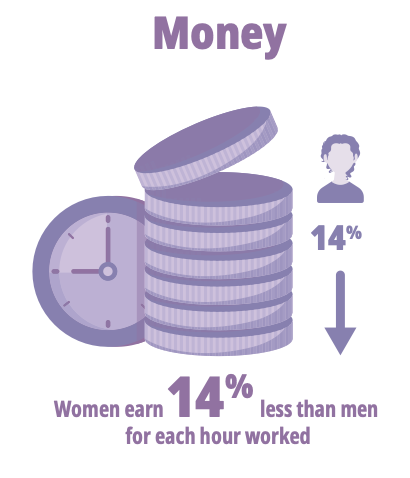 Money
14%
Women earn 14% less than men
for each hour worked